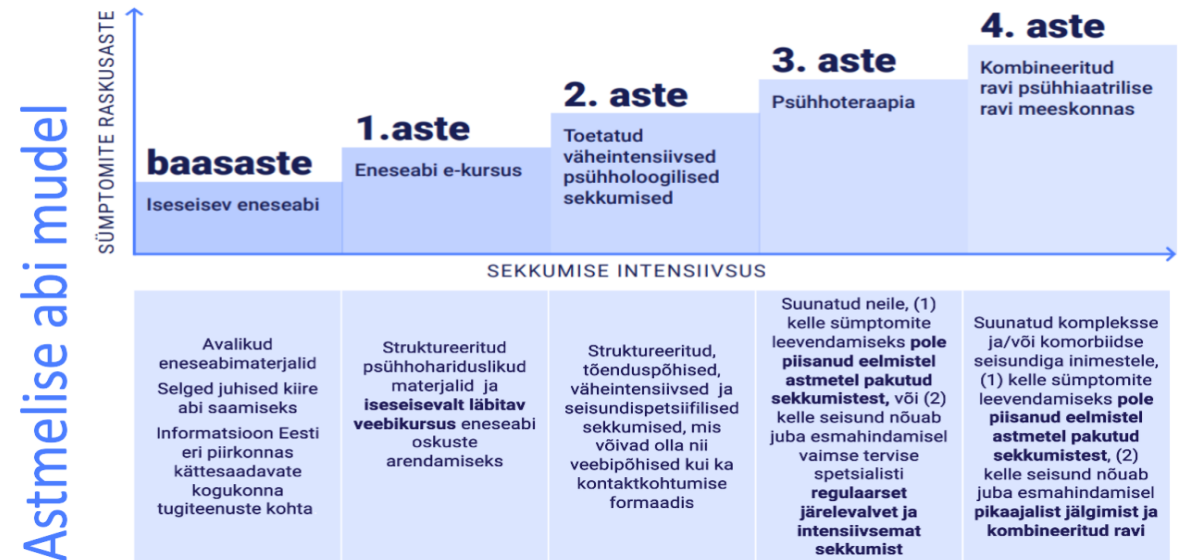 Astmelise abi mudel
SÜMPTOMITE RASKUSASTE
baasaste
Iseseisev eneseabi
1.aste
Eneseabi e-kursus
2. aste
Toetatud
väheintensiivsed
psühholoogilised
sekkumised
3. aste
Psühhoteraapia
4. aste
Kombineeritud
ravi psühhiaatrilise
ravi meeskonnas
SEKKUMISE INTENSIIVSUS
Avalikud
eneseabimaterjalid
Selged juhised kiire
abi saamiseks
Informatsioon Eesti
eri piirkonnas
kättesaadavate
kogukonna
tugiteenuste kohta
Struktureeritud
psühhohariduslikud
materjalid ja
iseseisevalt läbitav
veebikursus eneseabi
oskuste
arendamiseks
Struktureeritud,
tõenduspõhised,
väheintensiivsed ja
seisundispetsiifilised
sekkumised, mis
võivad olla nii
veebipõhised kui ka
kontaktkohtumise
formaadis
Suunatud neile, (1)
kelle sümptomite
leevendamiseks pole
piisanud eelmistel
astmetel pakutud
sekkumistest, või (2)
kelle seisund nõuab
juba esmahindamisel
vaimse tervise
spetsialisti
regulaarset
järelevalvet ja
intensiivsemat
sekkumist
Suunatud kompleksse
ja/või komorbiidse
seisundiga inimestele,
(1) kelle sümptomite
leevendamiseks pole
piisanud eelmistel
astmetel pakutud
sekkumistest, (2)
kelle seisund nõuab
juba esmahindamisel
pikaajalist jälgimist ja
kombineeritud ravi